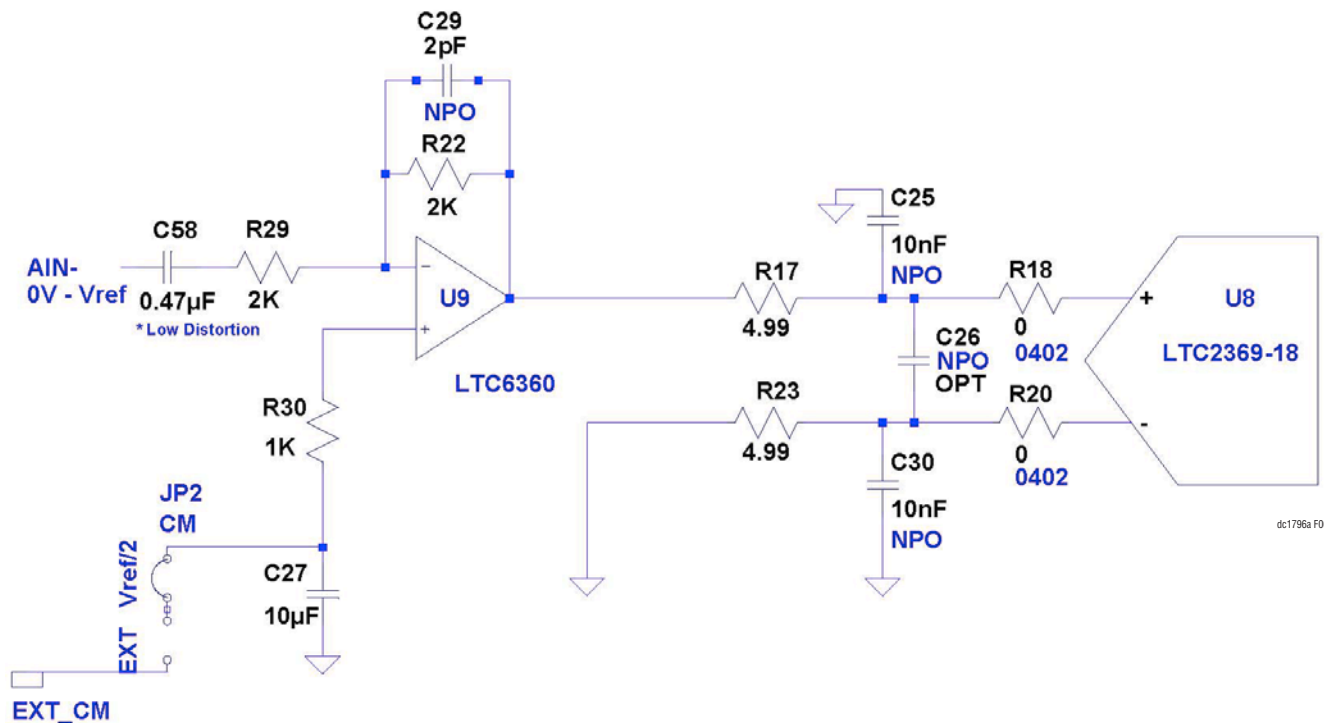 C29
2pF
NPO
R22
2K
C58
0.47µF
* Low Distortion
R29
2K
AIN-
0V - Vref
−
+
U9
LTC6360
R30
1K
JP2
CM
Vref/2
EXT
EXT_CM
C27
10µF
R17
4.99
C25
10nF
NPO
R18
0
0402
C26
NPO
OPT
R23
4.99
C30
10nF
NPO
R20
0
0402
+
-
U8
LTC2369-18
dc1796a F0